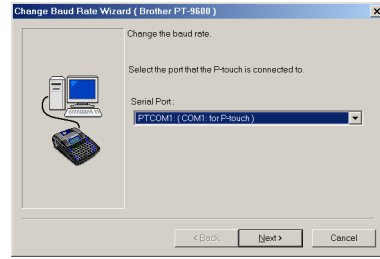 Change Baud Rate Wizard ( Brother PT-9600 )
Change the baud rate.
Select the port that the P-touch is connected to.
Serial Port :
PTCOM1: ( COM1: for P-touch )
< Back
Next >
Cancel